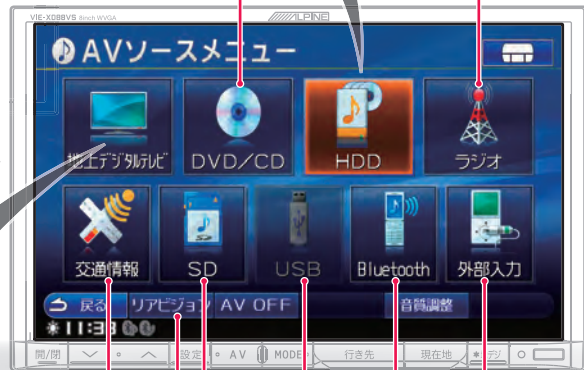 VIE-X088VS 8inch WVGA
ALPINE
AVソースメニュー
地上デジタルテレビ
DVD/CD
HDD
ラジオ
交通情報
SD
USB
Bluetooth
外部入力
戻る
リアビジョン
AV OFF
音質調整
11:33
開/閉
設定
AV
MODE
行き先
現在地